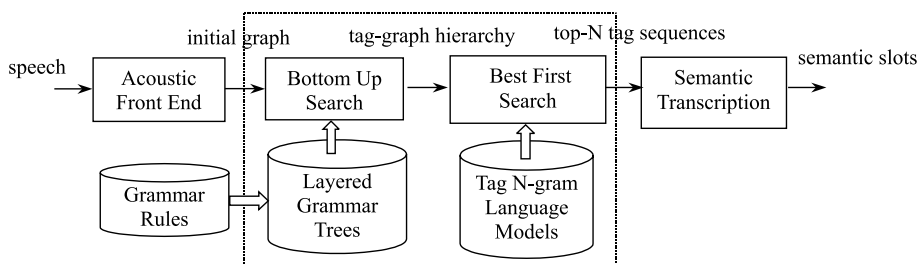 initial graph
tag-graph hierarchy
top-N tag sequences
speech
semantic slots
Acoustic
Front End
Bottom Up
Search
Best First
Search
Semantic
Transcription
Grammar
Rules
Layered
Grammar
Trees
Tag N-gram
Language
Models